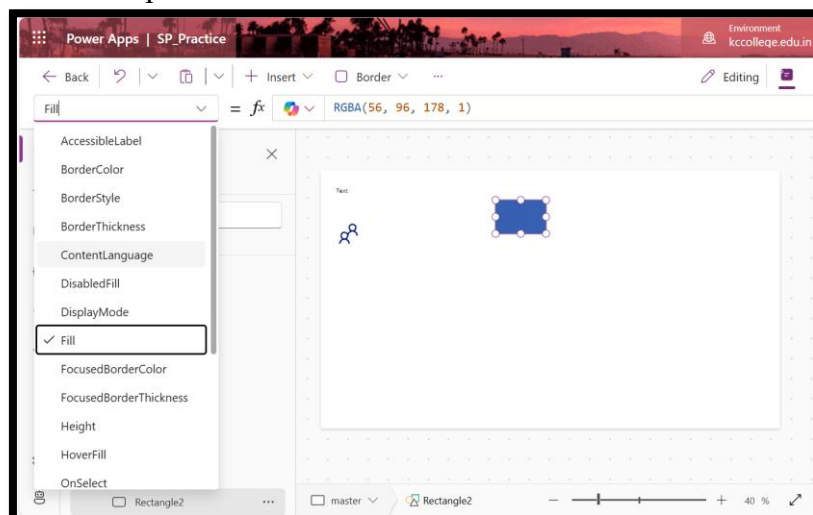 Power Apps | SP_Practice
Environment
kccolleqe.edu.in
Back
Insert
Border
...
Editing
Fill
= fx
RGBA(56, 96, 178, 1)
AccessibleLabel
BorderColor
BorderStyle
BorderThickness
ContentLanguage
DisabledFill
DisplayMode
Fill
FocusedBorderColor
FocusedBorderThickness
Height
HoverFill
OnSelect
Text
Rectangle2
...
master
Rectangle2
40 %